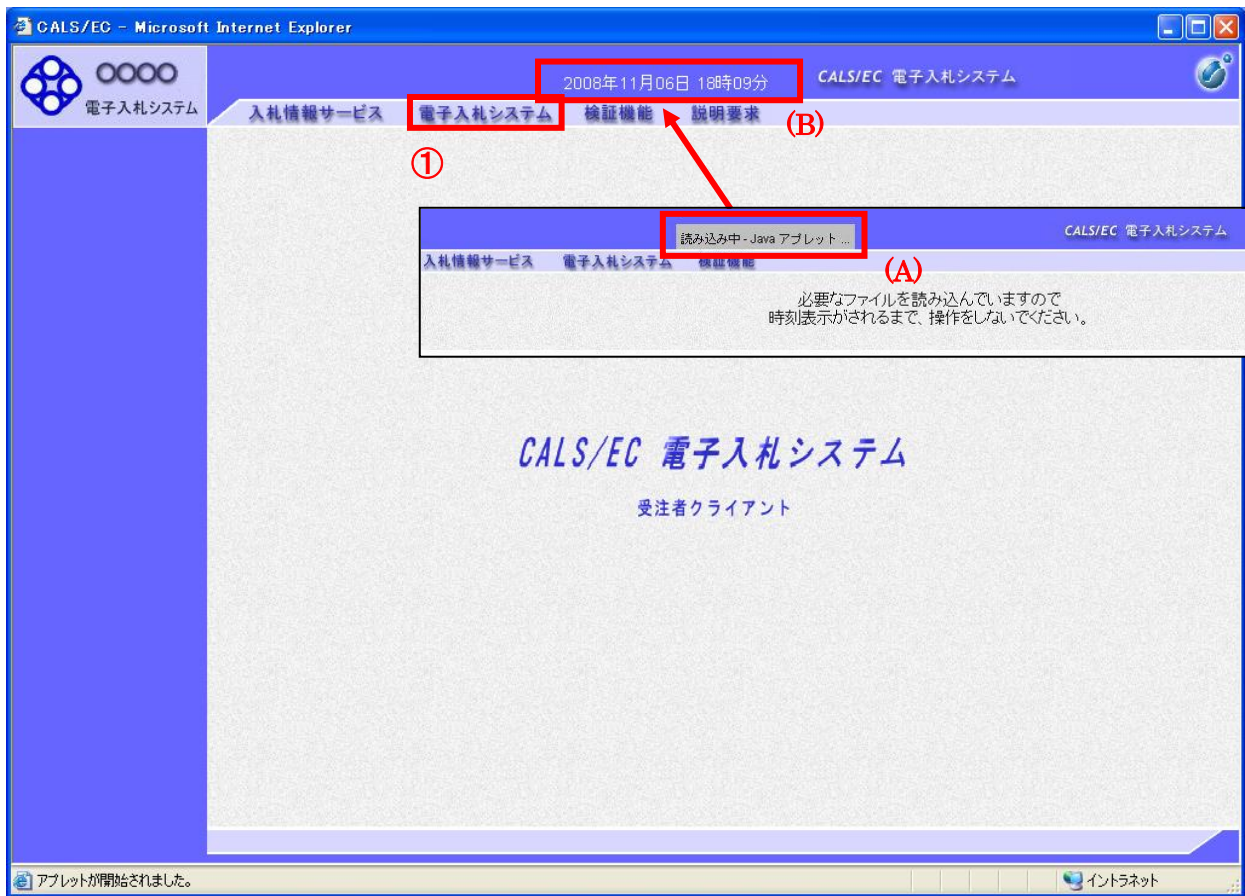 CALS/EC - Microsoft Internet Explorer
〇〇〇〇
電子入札システム
2008年11月06日 18時09分
CALS/EC 電子入札システム
入札情報サービス 電子入札システム 検証機能 説明要求
(B)
①
読み込み中 - Java アプレット ...
CALS/EC 電子入札システム
入札情報サービス 電子入札システム 検証機能
(A)
必要なファイルを読み込んでいますので
時刻表示がされるまで、操作をしないでください。
CALS/EC 電子入札システム
受注者クライアント
アプレットが開始されました。
イントラネット